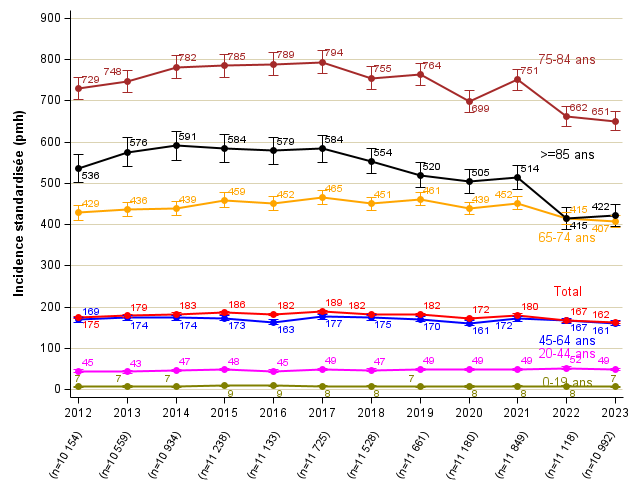 Incidence standardisée (pmh)
900
800
700
600
500
400
300
200
100
0
729 748 782 785 789 794 755 764 699 751 662 651
75-84 ans
536 576 591 584 579 584 554 520 505 514 415 422
>=85 ans
429 436 439 459 452 465 451 461 439 452 415 407
65-74 ans
Total
175 179 183 186 182 189 182 182 172 180 167 162
169 174 174 173 163 177 175 170 161 172 167 161
45-64 ans
20-44 ans
45 43 47 48 45 49 47 49 49 49 52 49
0-19 ans
7 7 7 9 9 8 8 7 8 8 8 7
2012 2013 2014 2015 2016 2017 2018 2019 2020 2021 2022 2023
(n=10 154) (n=10 559) (n=10 934) (n=11 238) (n=11 133) (n=11 725) (n=11 528) (n=11 661) (n=11 180) (n=11 849) (n=11 118) (n=10 992)